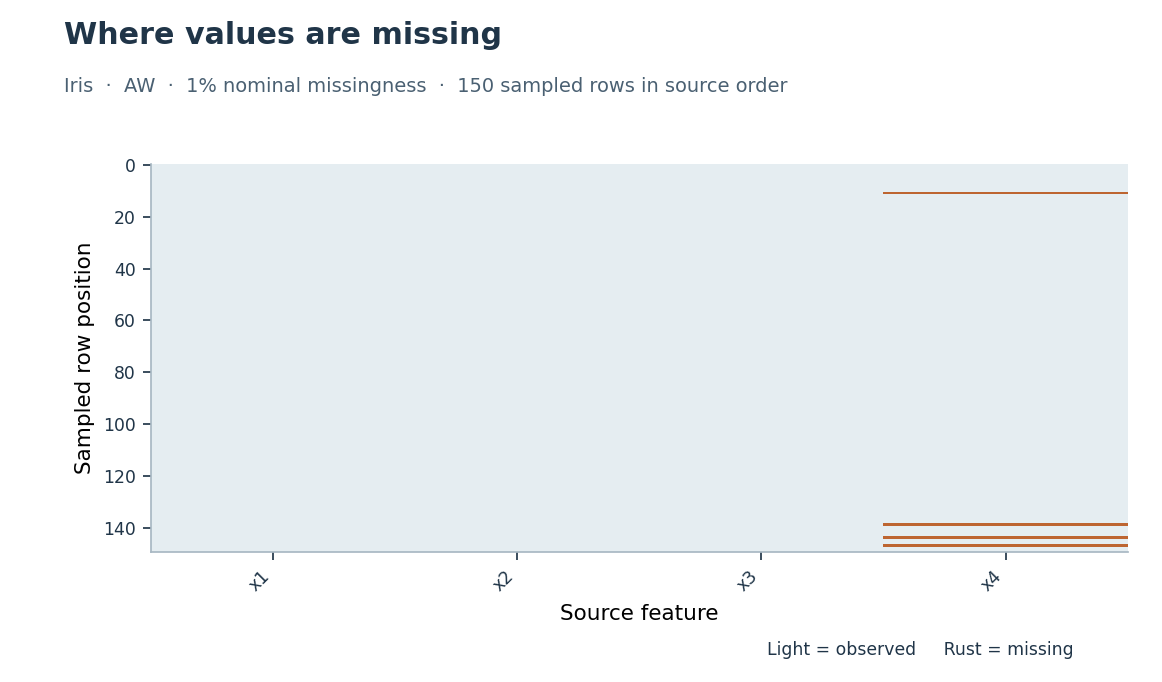 Where values are missing
Iris · AW · 1% nominal missingness · 150 sampled rows in source order
0
20
40
60
80
100
120
140
Sampled row position
x1
x2
x3
x4
Source feature
Light = observed Rust = missing